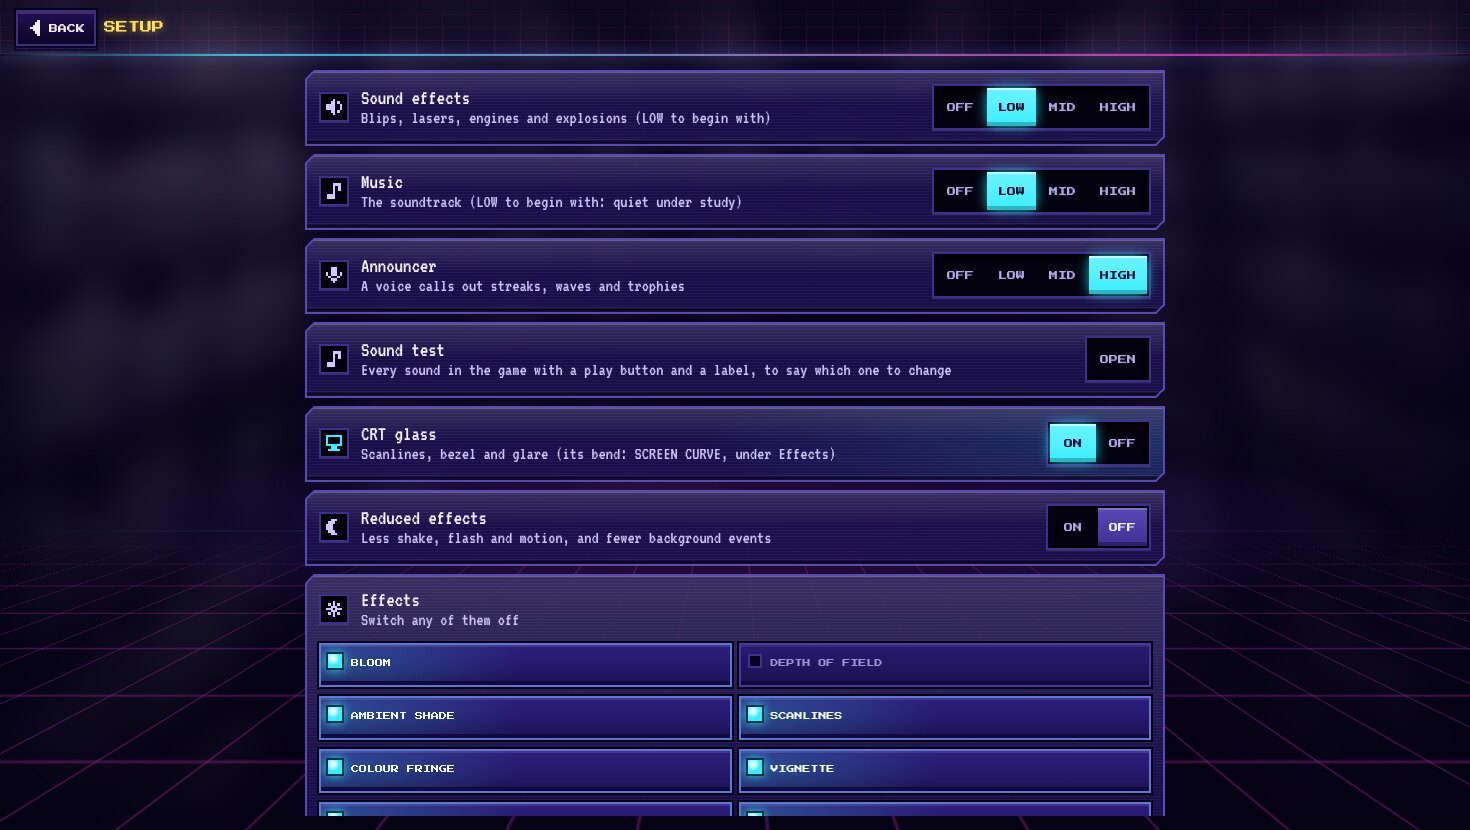 BACK
SETUP
Sound effects
Blips, lasers, engines and explosions (LOW to begin with)
OFF LOW MID HIGH
Music
The soundtrack (LOW to begin with: quiet under study)
OFF LOW MID HIGH
Announcer
A voice calls out streaks, waves and trophies
OFF LOW MID HIGH
Sound test
Every sound in the game with a play button and a label, to say which one to change
OPEN
CRT glass
Scanlines, bezel and glare (its bend: SCREEN CURVE, under Effects)
ON OFF
Reduced effects
Less shake, flash and motion, and fewer background events
ON OFF
Effects
Switch any of them off
BLOOM
DEPTH OF FIELD
AMBIENT SHADE
SCANLINES
COLOUR FRINGE
VIGNETTE